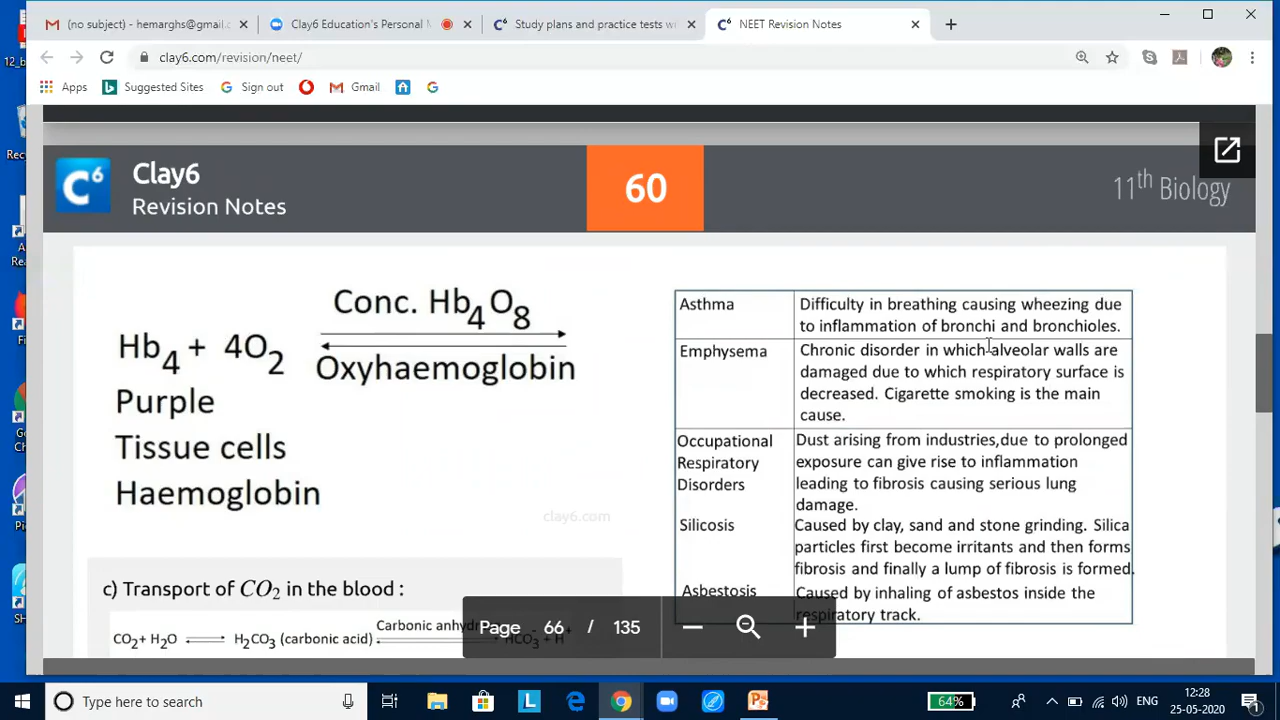 (no subject) - hemarghs@gmail.c
Clay6 Education's Personal M
Study plans and practice tests w
NEET Revision Notes
clay6.com/revision/neet/
Apps
Suggested Sites
Sign out
Gmail
Clay6
Revision Notes
60
11th Biology
Conc. Hb4O8
Hb4 + 4O2
Oxyhaemoglobin
Purple
Tissue cells
Haemoglobin
clay6.com
c) Transport of CO2 in the blood :
Carbonic anhyd
CO2+ H2O H2CO3 (carbonic acid) HCO3- + H+
Asthma
Difficulty in breathing causing wheezing due
to inflammation of bronchi and bronchioles.
Emphysema
Chronic disorder in which alveolar walls are
damaged due to which respiratory surface is
decreased. Cigarette smoking is the main
cause.
Occupational
Respiratory
Disorders
Dust arising from industries,due to prolonged
exposure can give rise to inflammation
leading to fibrosis causing serious lung
damage.
Silicosis
Caused by clay, sand and stone grinding. Silica
particles first become irritants and then forms
fibrosis and finally a lump of fibrosis is formed.
Asbestosis
Caused by inhaling of asbestos inside the
respiratory track.
Page 66 / 135
Type here to search
64%
12:28
25-05-2020